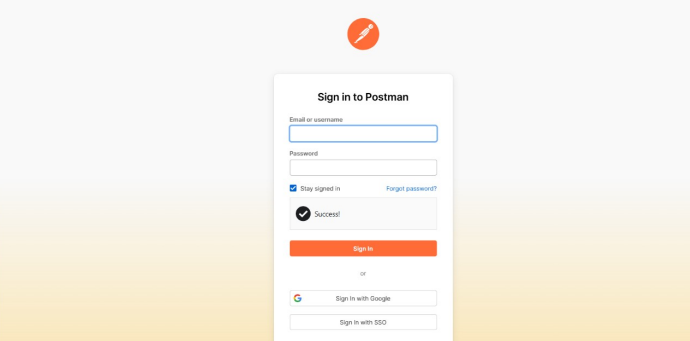 Sign in to Postman
Email or username
Password
Stay signed in Forgot password?
Success!
Sign In
or
Sign In with Google
Sign In with SSO